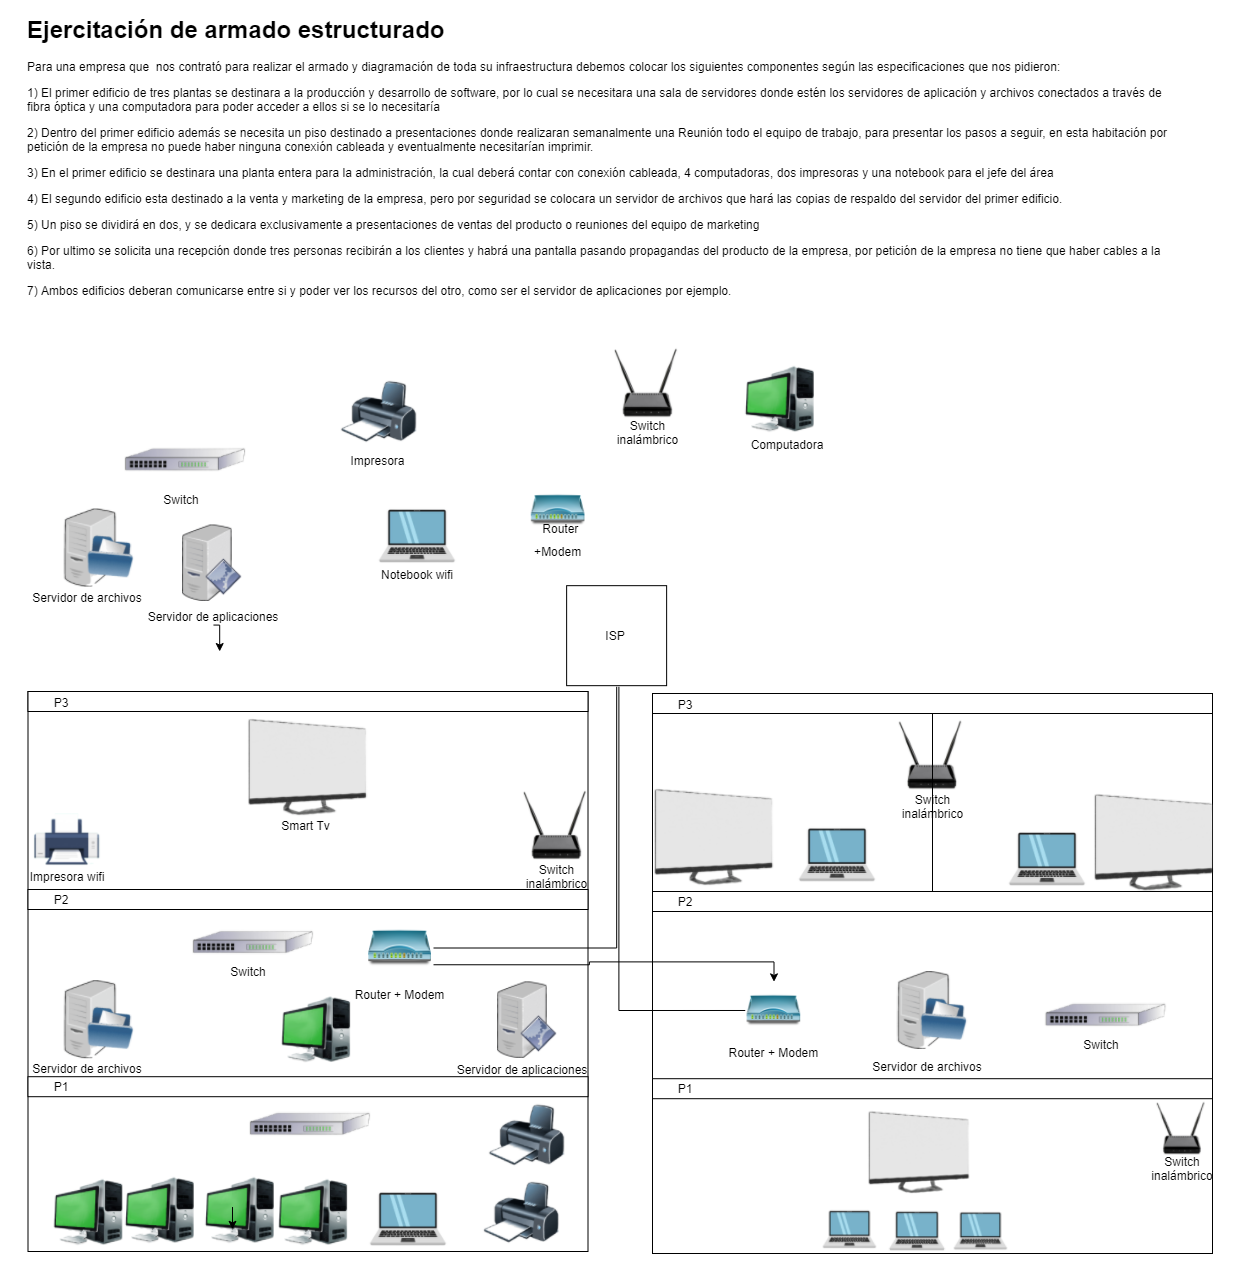 Ejercitación de armado estructurado
Para una empresa que  nos contrató para realizar el armado y diagramación de toda su infraestructura debemos colocar los siguientes componentes según las especificaciones que nos pidieron:
1) El primer edificio de tres plantas se destinara a la producción y desarrollo de software, por lo cual se necesitara una sala de servidores donde estén los servidores de aplicación y archivos conectados a través de
fibra óptica y una computadora para poder acceder a ellos si se lo necesitaría
2) Dentro del primer edificio además se necesita un piso destinado a presentaciones donde realizaran semanalmente una Reunión todo el equipo de trabajo, para presentar los pasos a seguir, en esta habitación por
petición de la empresa no puede haber ninguna conexión cableada y eventualmente necesitarían imprimir.
3) En el primer edificio se destinara una planta entera para la administración, la cual deberá contar con conexión cableada, 4 computadoras, dos impresoras y una notebook para el jefe del área
4) El segundo edificio esta destinado a la venta y marketing de la empresa, pero por seguridad se colocara un servidor de archivos que hará las copias de respaldo del servidor del primer edificio.
5) Un piso se dividirá en dos, y se dedicara exclusivamente a presentaciones de ventas del producto o reuniones del equipo de marketing
6) Por ultimo se solicita una recepción donde tres personas recibirán a los clientes y habrá una pantalla pasando propagandas del producto de la empresa, por petición de la empresa no tiene que haber cables a la
vista.
7) Ambos edificios deberan comunicarse entre si y poder ver los recursos del otro, como ser el servidor de aplicaciones por ejemplo.
Switch
inalámbrico
Computadora
Impresora
Switch
Router
+Modem
Notebook wifi
Servidor de archivos
Servidor de aplicaciones
ISP
P3
Smart Tv
Impresora wifi
Switch
inalámbrico
P2
Switch
Router + Modem
Servidor de archivos
Servidor de aplicaciones
P1
P3
Switch
inalámbrico
P2
Router + Modem
Servidor de archivos
Switch
P1
Switch
inalámbrico